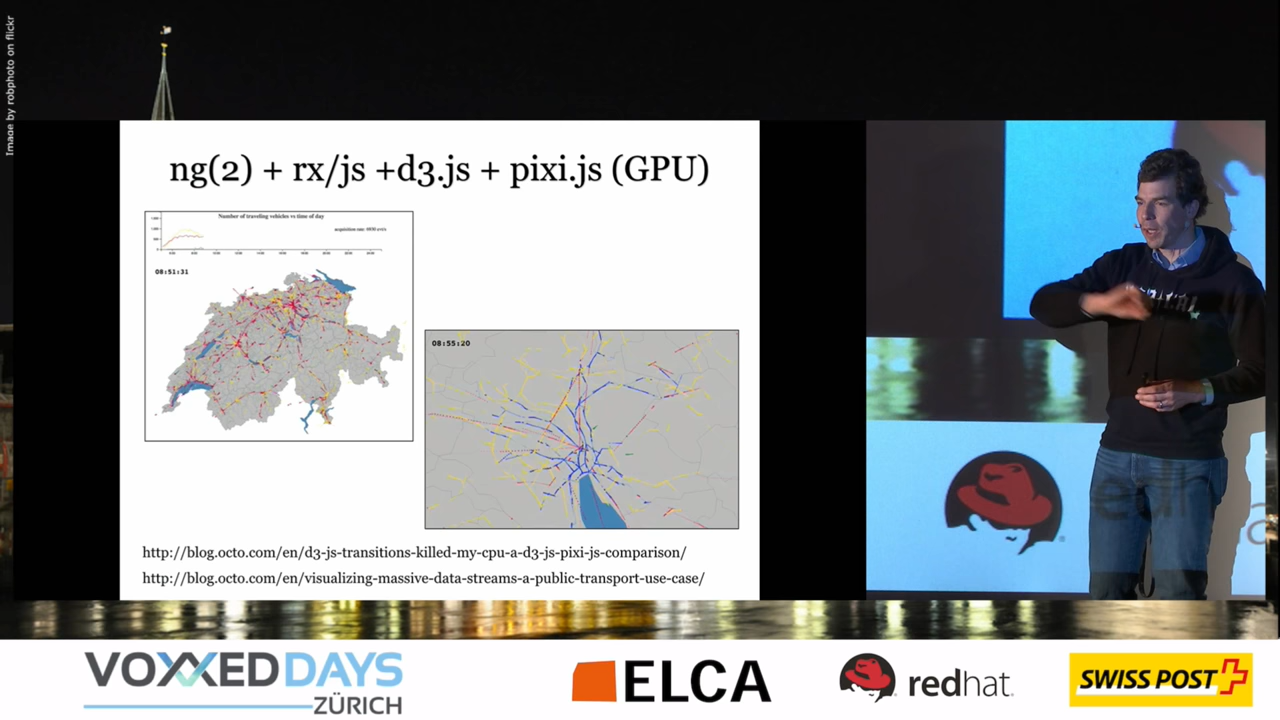 Image by robphoto on flickr
ng(2) + rx/js +d3.js + pixi.js (GPU)
Number of traveling vehicles vs time of day
08:51:31
08:55:20
http://blog.octo.com/en/d3-js-transitions-killed-my-cpu-a-d3-js-pixi-js-comparison/
http://blog.octo.com/en/visualizing-massive-data-streams-a-public-transport-use-case/
VOXXED DAYS
ZÜRICH
ELCA
redhat.
SWISS POST